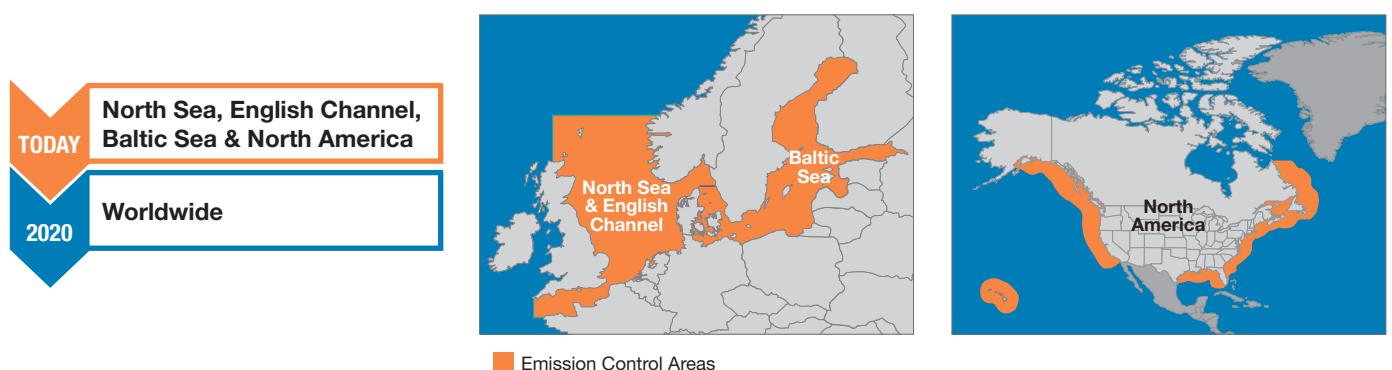 TODAY
North Sea, English Channel,
Baltic Sea & North America
2020
Worldwide
North Sea
& English
Channel
Baltic
Sea
North
America
Emission Control Areas